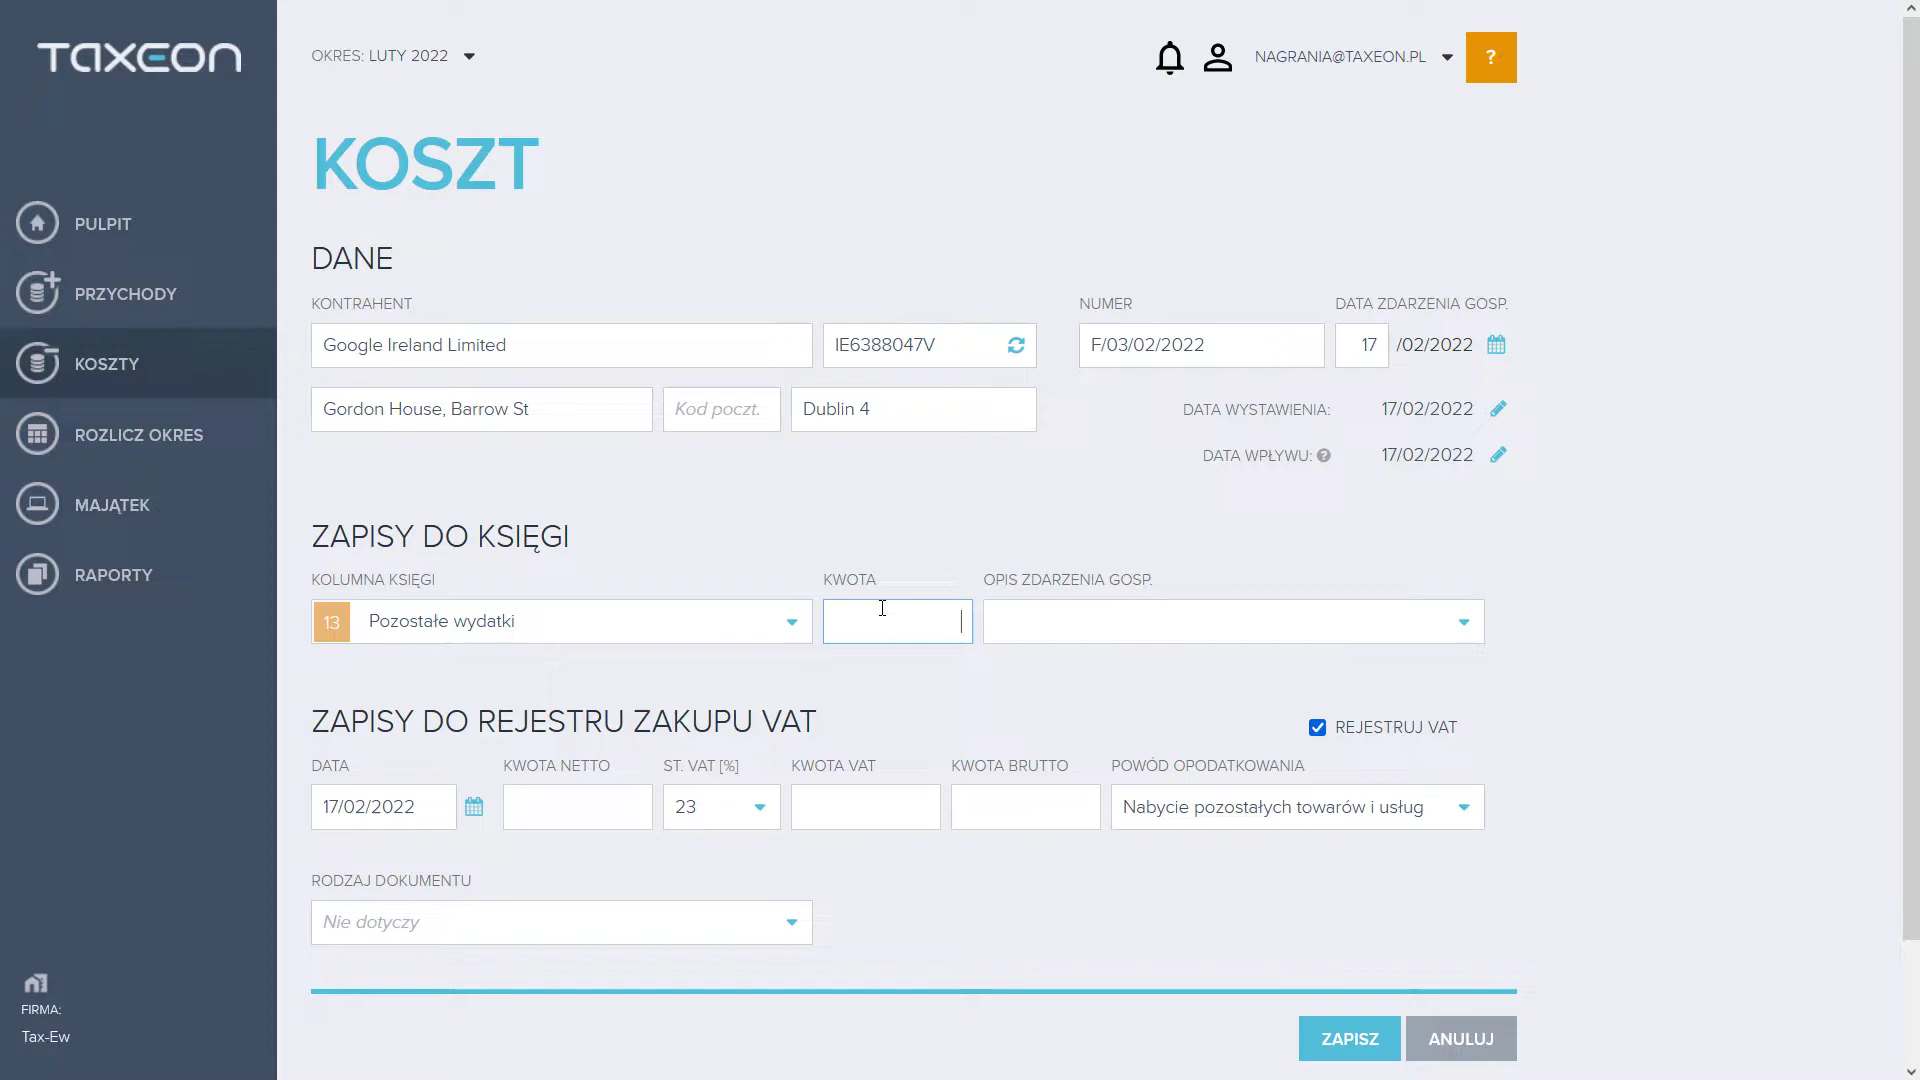 TAXEON
OKRES: LUTY 2022
NAGRANIA@TAXEON.PL
?
PULPIT
PRZYCHODY
KOSZTY
ROZLICZ OKRES
MAJĄTEK
RAPORTY
FIRMA:
Tax-Ew
KOSZT
DANE
KONTRAHENT
NUMER
DATA ZDARZENIA GOSP.
Google Ireland Limited
IE6388047V
F/03/02/2022
17 /02/2022
Gordon House, Barrow St
Kod poczt.
Dublin 4
DATA WYSTAWIENIA: 17/02/2022
DATA WPŁYWU: ? 17/02/2022
ZAPISY DO KSIĘGI
KOLUMNA KSIĘGI
KWOTA
OPIS ZDARZENIA GOSP.
13 Pozostałe wydatki
ZAPISY DO REJESTRU ZAKUPU VAT
REJESTRUJ VAT
DATA
KWOTA NETTO
ST. VAT [%]
KWOTA VAT
KWOTA BRUTTO
POWÓD OPODATKOWANIA
17/02/2022
23
Nabycie pozostałych towarów i usług
RODZAJ DOKUMENTU
Nie dotyczy
ZAPISZ
ANULUJ